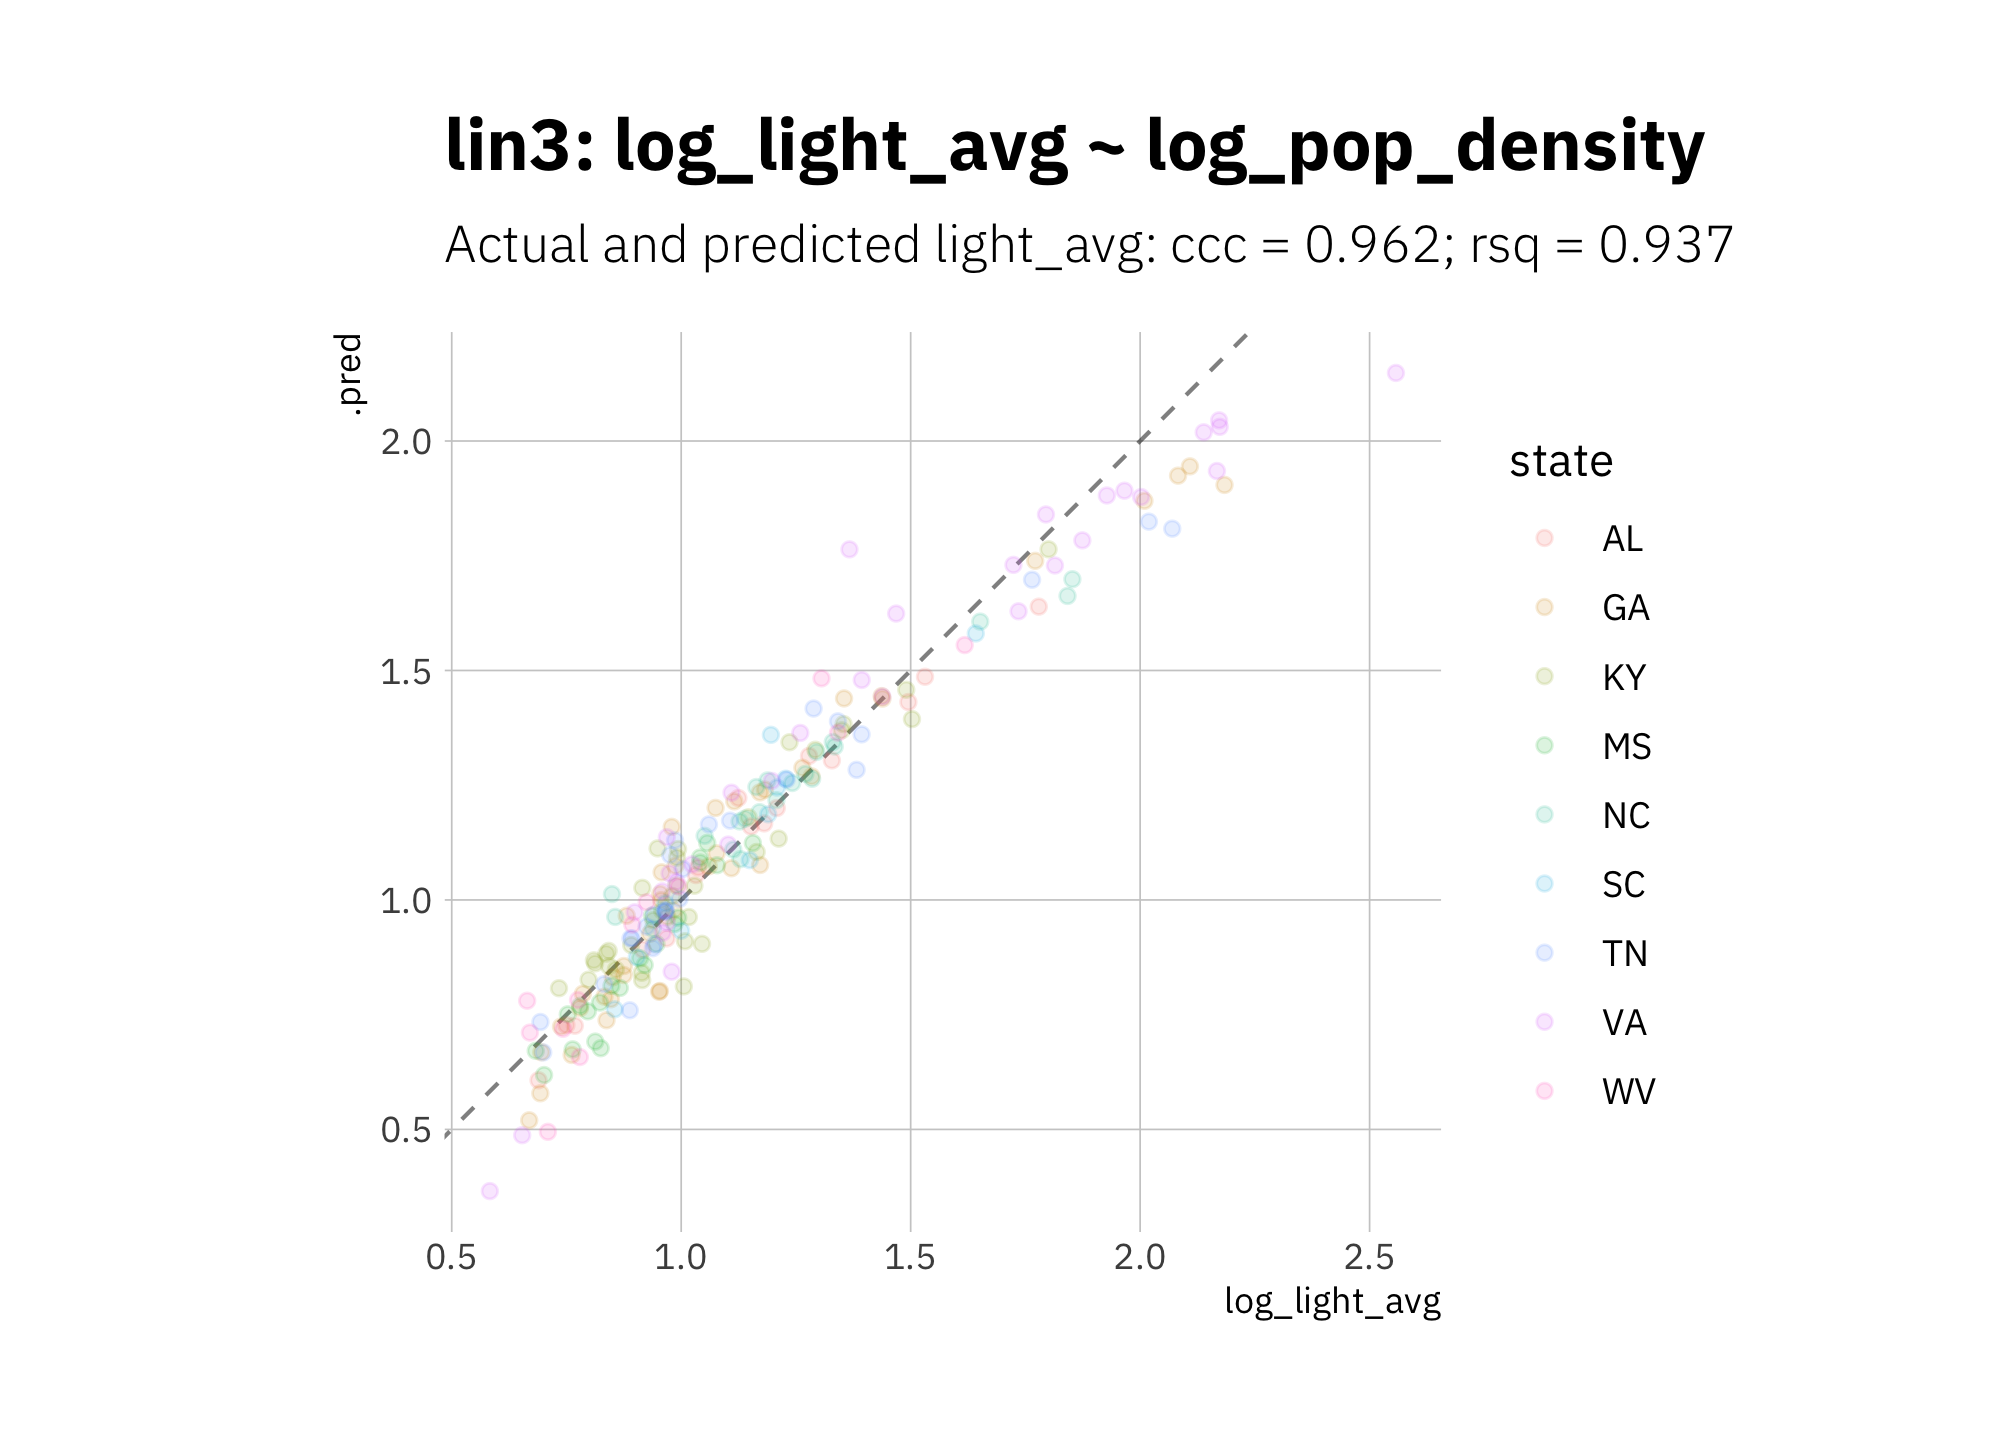 lin3: log_light_avg ~ log_pop_density
Actual and predicted light_avg: ccc = 0.962; rsq = 0.937
.pred
2.0
1.5
1.0
0.5
0.5 1.0 1.5 2.0 2.5
log_light_avg
state
AL
GA
KY
MS
NC
SC
TN
VA
WV